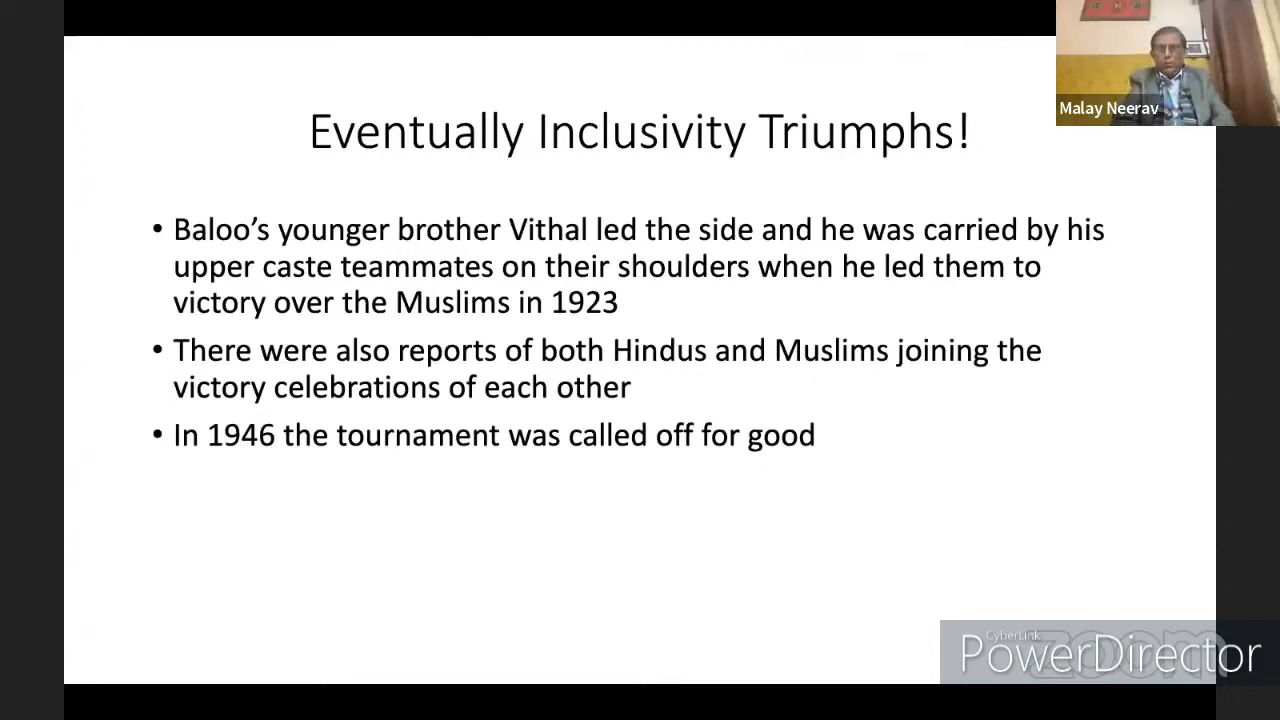 Malay Neerav
Eventually Inclusivity Triumphs!
• Baloo’s younger brother Vithal led the side and he was carried by his
upper caste teammates on their shoulders when he led them to
victory over the Muslims in 1923
• There were also reports of both Hindus and Muslims joining the
victory celebrations of each other
• In 1946 the tournament was called off for good
zoom
CyberLink
PowerDirector